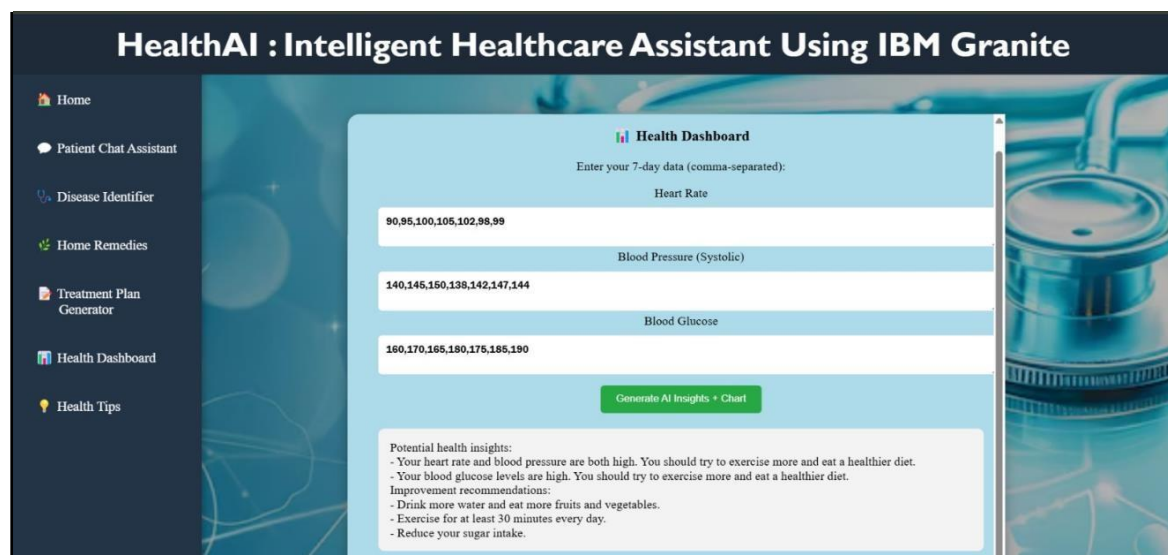 HealthAI : Intelligent Healthcare Assistant Using IBM Granite
Home
Patient Chat Assistant
Disease Identifier
Home Remedies
Treatment Plan
Generator
Health Dashboard
Health Tips
Health Dashboard
Enter your 7-day data (comma-separated):
Heart Rate
90,95,100,105,102,98,99
Blood Pressure (Systolic)
140,145,150,138,142,147,144
Blood Glucose
160,170,165,180,175,185,190
Generate AI Insights + Chart
Potential health insights:
- Your heart rate and blood pressure are both high. You should try to exercise more and eat a healthier diet.
- Your blood glucose levels are high. You should try to exercise more and eat a healthier diet.
Improvement recommendations:
- Drink more water and eat more fruits and vegetables.
- Exercise for at least 30 minutes every day.
- Reduce your sugar intake.